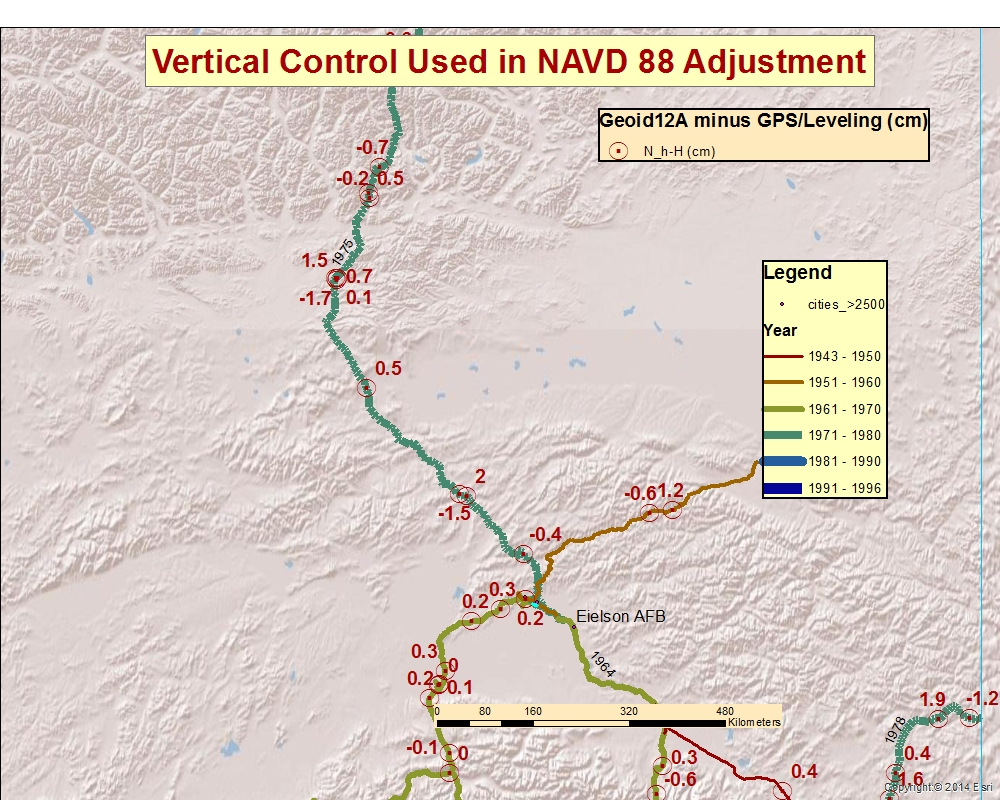 Vertical Control Used in NAVD 88 Adjustment
Geoid12A minus GPS/Leveling (cm)
N_h-H (cm)
-0.7
-0.2 0.5
1975
1.5 0.7
-1.7 0.1
Legend
cities_>2500
Year
1943 - 1950
1951 - 1960
1961 - 1970
1971 - 1980
1981 - 1990
1991 - 1996
0.5
2
-1.5
-0.6 1.2
-0.4
0.3
0.2
0.2
Eielson AFB
1964
0.3
0
0.2
0.1
0 80 160 320 480
Kilometers
1.9 -1.2
1978
-0.1 0
0.3
-0.6
0.4
0.4
1.6
Copyright:© 2014 Esri